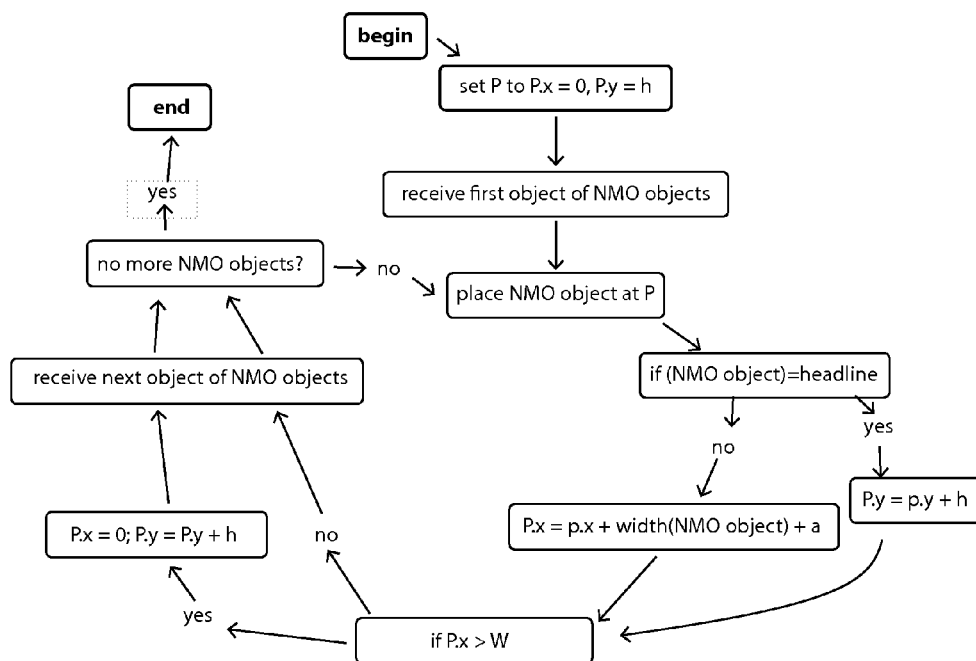 begin
set P to P.x = 0, P.y = h
receive first object of NMO objects
place NMO object at P
if (NMO object)=headline
yes
P.y = p.y + h
no
P.x = p.x + width(NMO object) + a
if P.x > W
no
yes
P.x = 0; P.y = P.y + h
receive next object of NMO objects
no more NMO objects?
no
yes
end